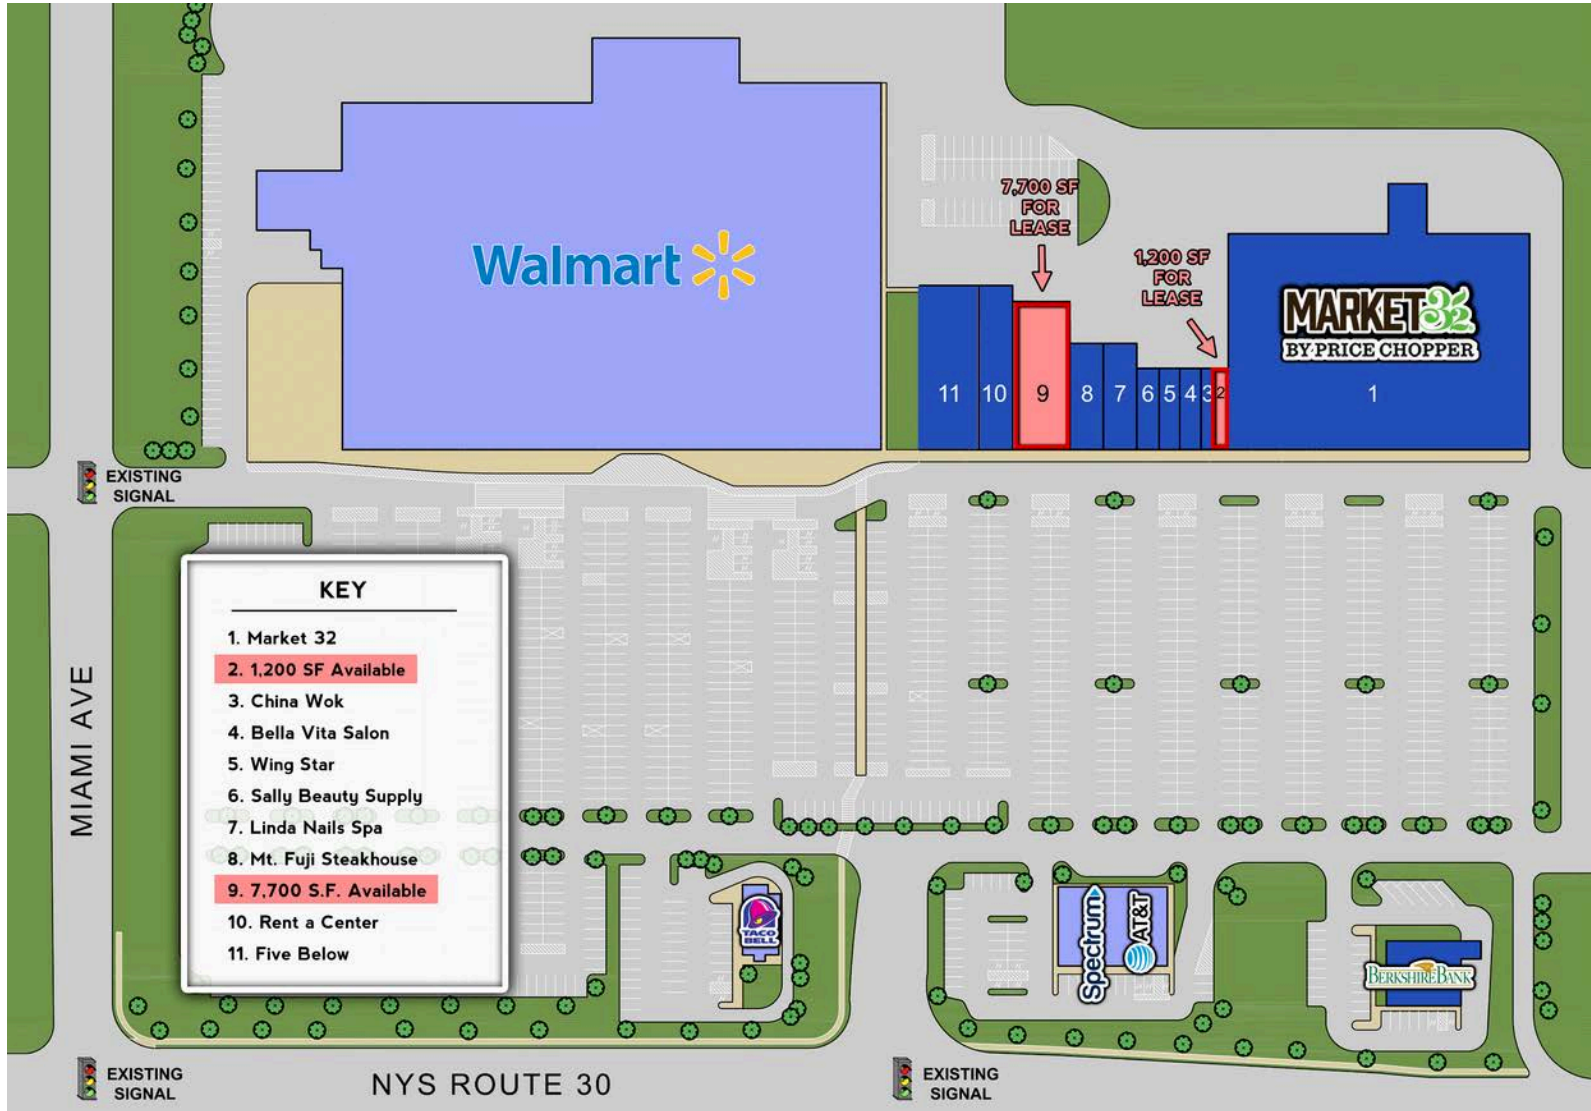 Walmart
7,700 SF
FOR
LEASE
1,200 SF
FOR
LEASE
MARKET 32
BY PRICE CHOPPER
11
10
9
8
7
6
5
4
3
2
1
EXISTING
SIGNAL
KEY
1. Market 32
2. 1,200 SF Available
3. China Wok
4. Bella Vita Salon
5. Wing Star
6. Sally Beauty Supply
7. Linda Nails Spa
8. Mt. Fuji Steakhouse
9. 7,700 S.F. Available
10. Rent a Center
11. Five Below
MIAMI AVE
TACO
BELL
Spectrum
AT&T
BERKSHIRE BANK
EXISTING
SIGNAL
NYS ROUTE 30
EXISTING
SIGNAL